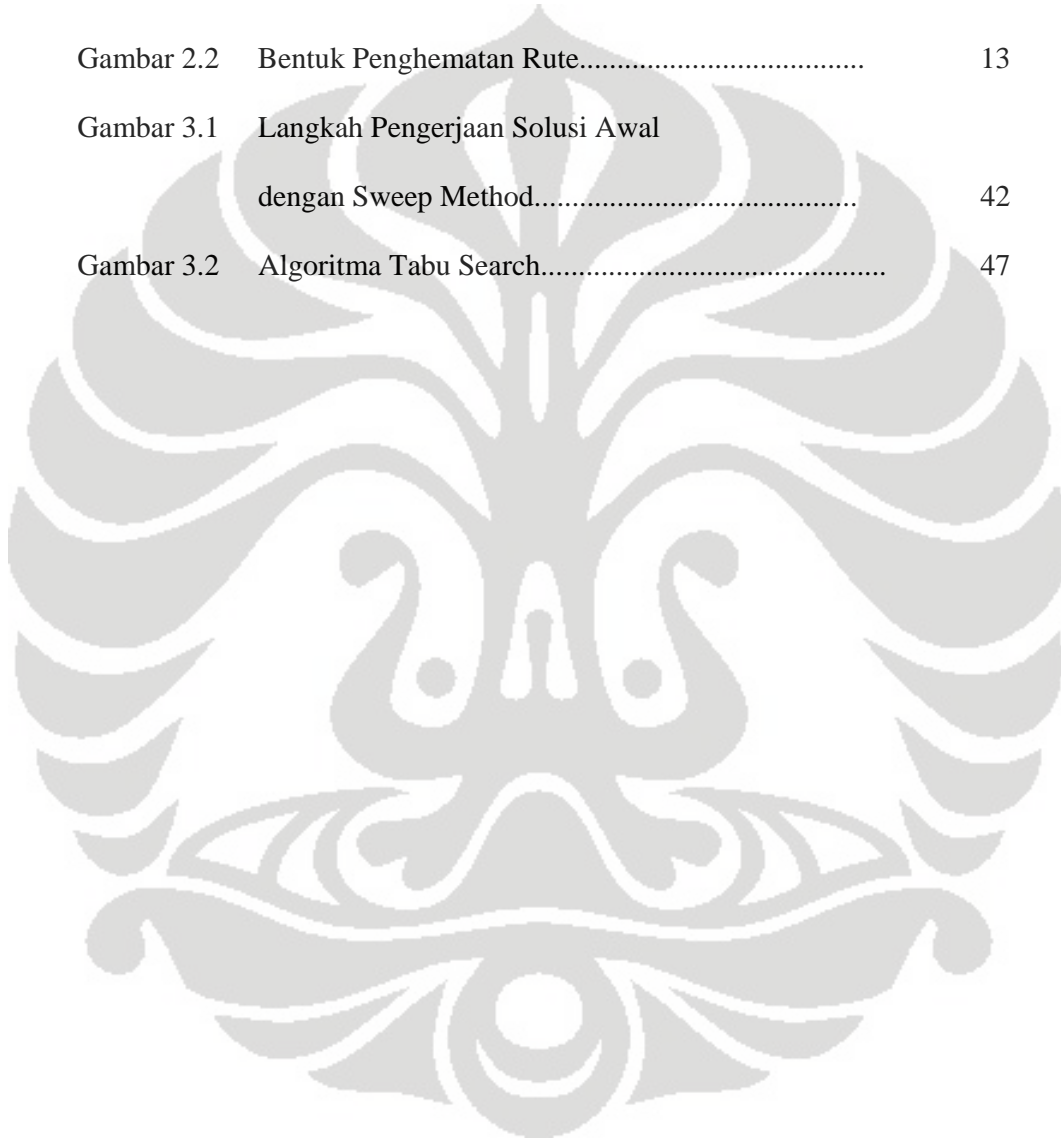 Gambar 2.2 Bentuk Penghematan Rute...................................... 13
Gambar 3.1 Langkah Pengerjaan Solusi Awal
dengan Sweep Method........................................... 42
Gambar 3.2 Algoritma Tabu Search.............................................. 47